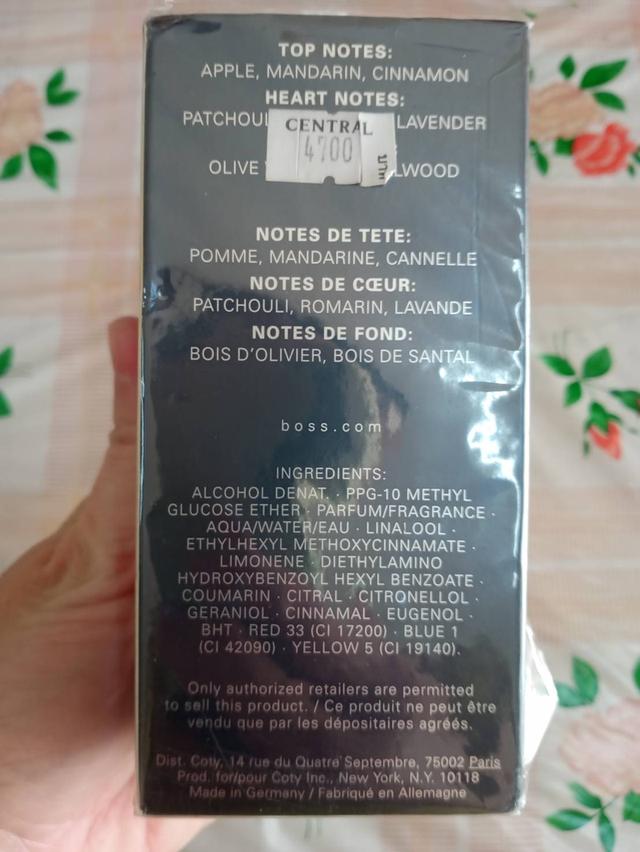 TOP NOTES:
APPLE, MANDARIN, CINNAMON
HEART NOTES:
LAVENDER
CENTRAL
4700
OLIVE
NOTES DE TETE:
POMME, MANDARINE, CANNELLE
NOTES DE CŒUR:
PATCHOULI, ROMARIN, LAVANDE
NOTES DE FOND:
BOIS D'OLIVIER, BOIS DE SANTAL
boss.com
INGREDIENTS:
ALCOHOL DENAT. · PPG-10 METHYL
GLUCOSE ETHER · PARFUM/FRAGRANCE ·
AQUA/WATER/EAU · LINALOOL ·
ETHYLHEXYL METHOXYCINNAMATE ·
LIMONENE · DIETHYLAMINO
HYDROXYBENZOYL HEXYL BENZOATE ·
COUMARIN · CITRAL · CITRONELLOL ·
GERANIOL · CINNAMAL · EUGENOL ·
BHT · RED 33 (CI 17200) · BLUE 1
(CI 42090) · YELLOW 5 (CI 19140).
Only authorized retailers are permitted
to sell this product. / Ce produit ne peut être
vendu que par les dépositaires agréés.
Dist. Coty, 14 rue du Quatre Septembre, 75002 Paris
Prod. for/pour Coty Inc., New York, N.Y. 10118
Made in Germany / Fabriqué en Allemagne